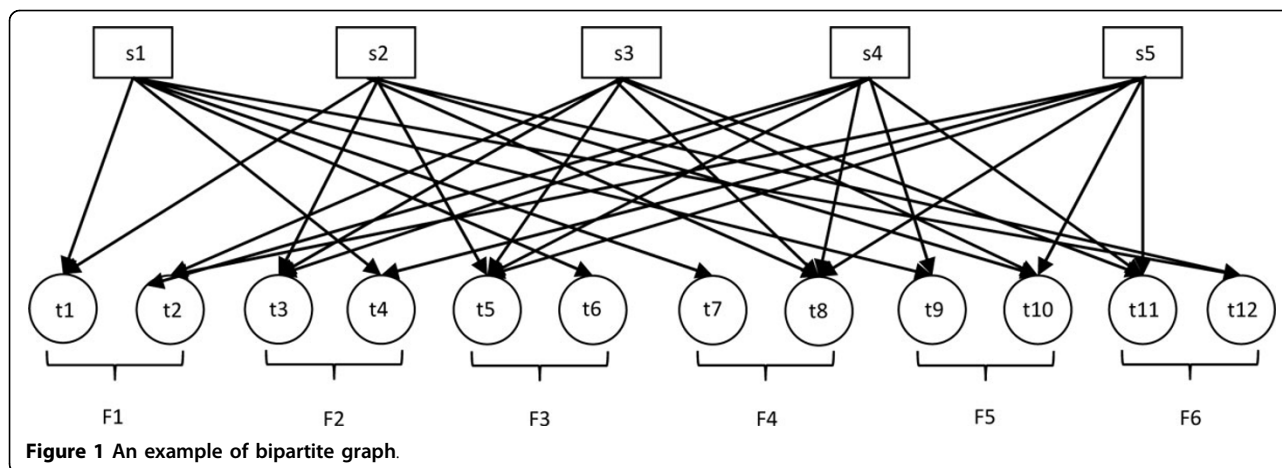 s1 s2 s3 s4 s5
t1 t2 t3 t4 t5 t6 t7 t8 t9 t10 t11 t12
F1 F2 F3 F4 F5 F6
Figure 1 An example of bipartite graph.